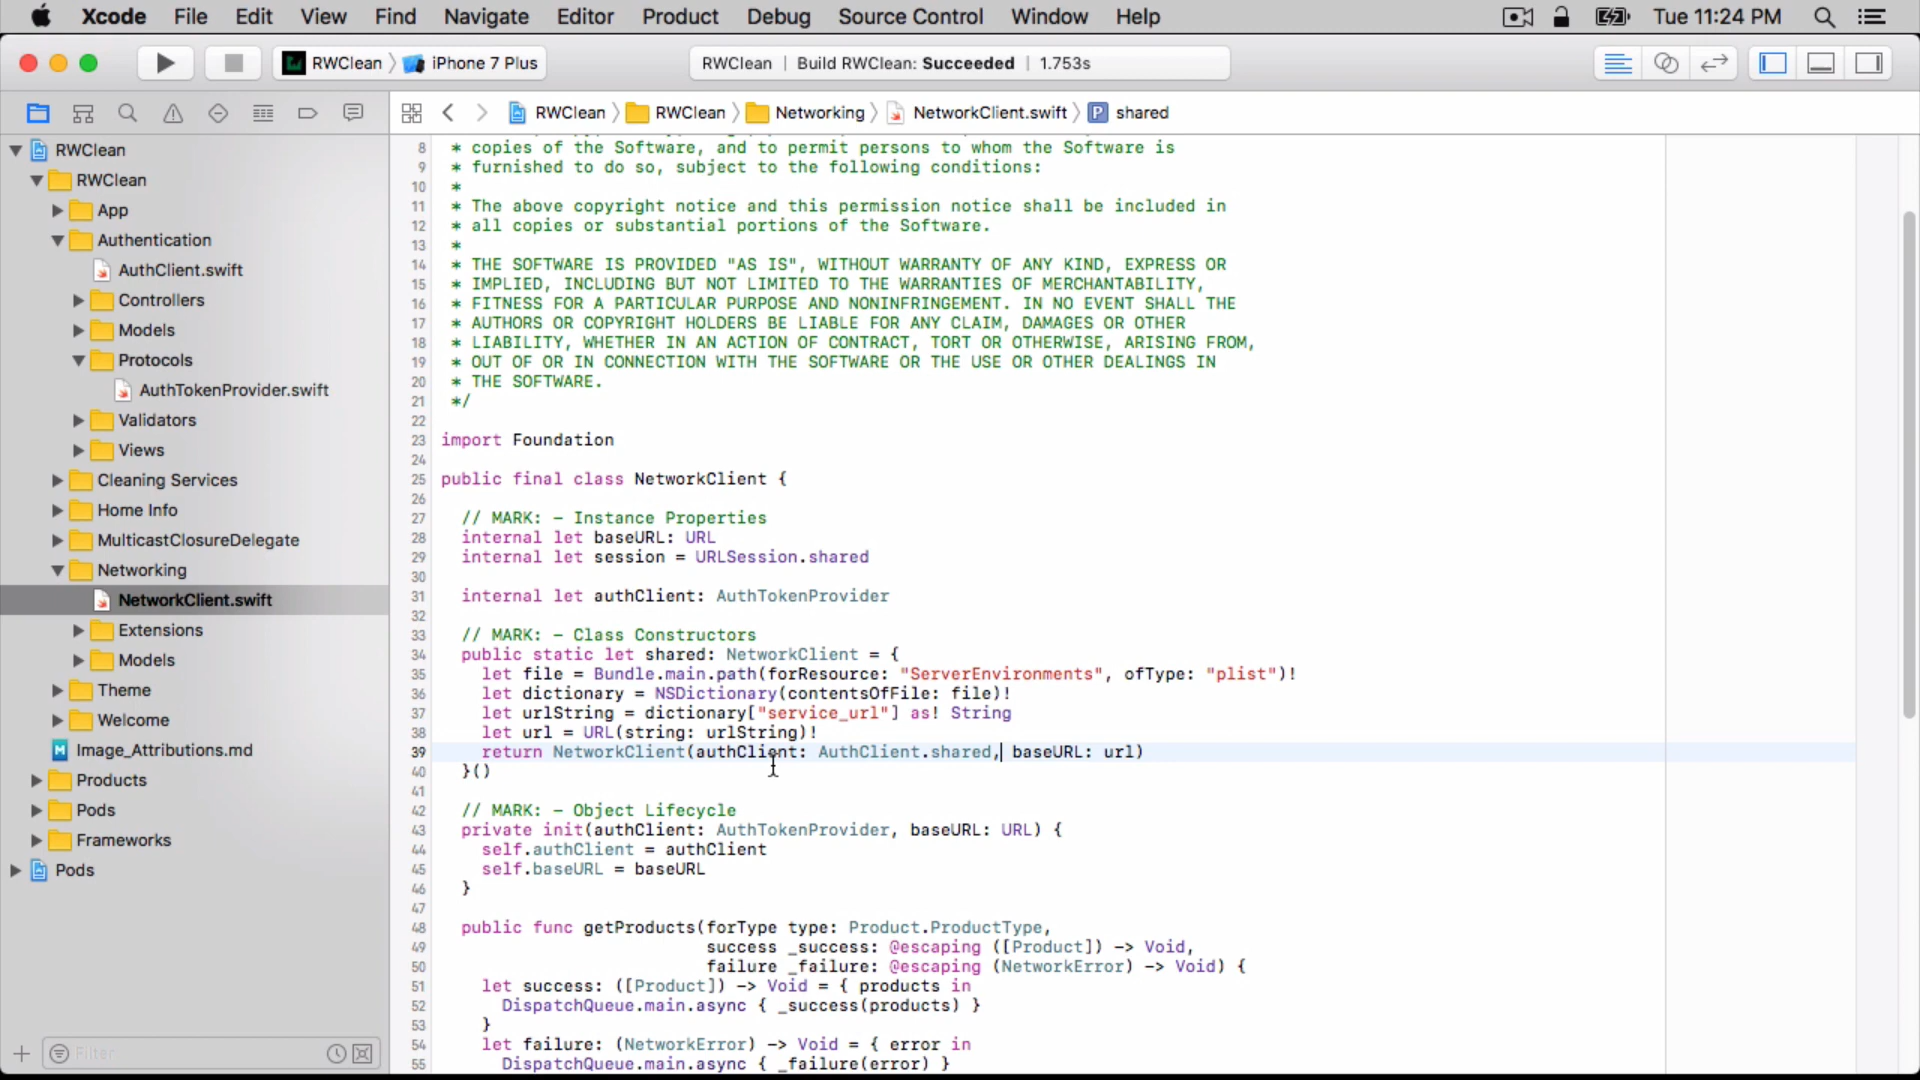 Xcode File Edit View Find Navigate Editor Product Debug Source Control Window Help Tue 11:24 PM
RWClean iPhone 7 Plus RWClean | Build RWClean: Succeeded | 1.753s
RWClean RWClean Networking NetworkClient.swift P shared
RWClean
RWClean
App
Authentication
AuthClient.swift
Controllers
Models
Protocols
AuthTokenProvider.swift
Validators
Views
Cleaning Services
Home Info
MulticastClosureDelegate
Networking
NetworkClient.swift
Extensions
Models
Theme
Welcome
M Image_Attributions.md
Products
Pods
Frameworks
Pods
Filter
8 * copies of the Software, and to permit persons to whom the Software is
9 * furnished to do so, subject to the following conditions:
10 *
11 * The above copyright notice and this permission notice shall be included in
12 * all copies or substantial portions of the Software.
13 *
14 * THE SOFTWARE IS PROVIDED "AS IS", WITHOUT WARRANTY OF ANY KIND, EXPRESS OR
15 * IMPLIED, INCLUDING BUT NOT LIMITED TO THE WARRANTIES OF MERCHANTABILITY,
16 * FITNESS FOR A PARTICULAR PURPOSE AND NONINFRINGEMENT. IN NO EVENT SHALL THE
17 * AUTHORS OR COPYRIGHT HOLDERS BE LIABLE FOR ANY CLAIM, DAMAGES OR OTHER
18 * LIABILITY, WHETHER IN AN ACTION OF CONTRACT, TORT OR OTHERWISE, ARISING FROM,
19 * OUT OF OR IN CONNECTION WITH THE SOFTWARE OR THE USE OR OTHER DEALINGS IN
20 * THE SOFTWARE.
21 */
22
23 import Foundation
24
25 public final class NetworkClient {
26
27 // MARK: - Instance Properties
28 internal let baseURL: URL
29 internal let session = URLSession.shared
30
31 internal let authClient: AuthTokenProvider
32
33 // MARK: - Class Constructors
34 public static let shared: NetworkClient = {
35 let file = Bundle.main.path(forResource: "ServerEnvironments", ofType: "plist")!
36 let dictionary = NSDictionary(contentsOfFile: file)!
37 let urlString = dictionary["service_url"] as! String
38 let url = URL(string: urlString)!
39 return NetworkClient(authClient: AuthClient.shared, baseURL: url)
40 }()
41
42 // MARK: - Object Lifecycle
43 private init(authClient: AuthTokenProvider, baseURL: URL) {
44 self.authClient = authClient
45 self.baseURL = baseURL
46 }
47
48 public func getProducts(forType type: Product.ProductType,
49 success _success: @escaping ([Product]) -> Void,
50 failure _failure: @escaping (NetworkError) -> Void) {
51 let success: ([Product]) -> Void = { products in
52 DispatchQueue.main.async { _success(products) }
53 }
54 let failure: (NetworkError) -> Void = { error in
55 DispatchQueue.main.async { _failure(error) }